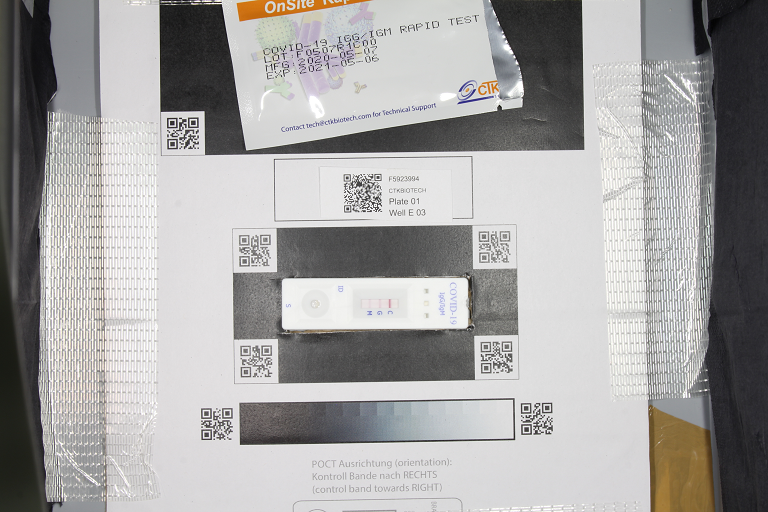 OnSite Rapid
COVID-19 IGG/IGM RAPID TEST
LOT:F0507R1C00
MFG:2020-05-07
EXP:2021-05-06
CTK
Contact tech@ctkbiotech.com for Technical Support
F5923994
CTKBIOTECH
Plate 01
Well E 03
S
ID
C
G
M
COVID-19
IgG/IgM
POCT Ausrichtung (orientation):
Kontroll Bande nach RECHTS
(control band towards RIGHT)